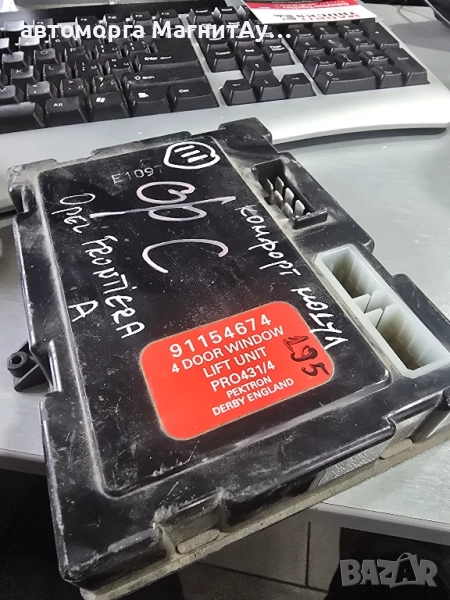 автоморга МагнитАу...
E109
OPEL FRONTERA
A
КОМФОРТ МОДУЛ
195
91154674
4 DOOR WINDOW
LIFT UNIT
PRO431/4
PEKTRON
DERBY ENGLAND
BAZAR